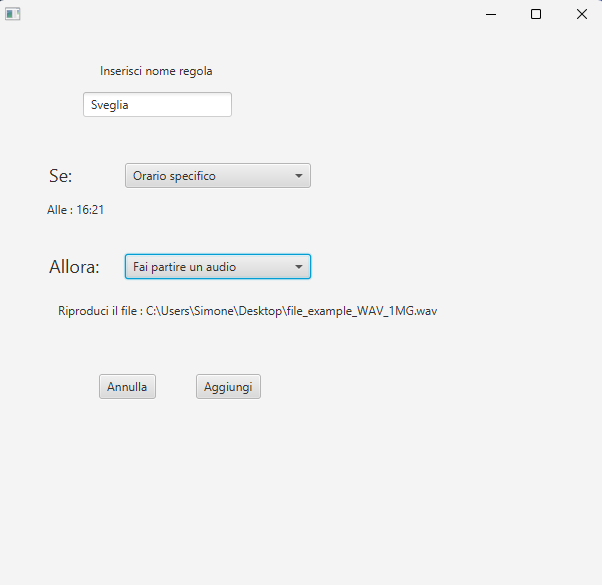 Inserisci nome regola
Sveglia
Se: Orario specifico
Alle : 16:21
Allora: Fai partire un audio
Riproduci il file : C:\Users\Simone\Desktop\file_example_WAV_1MG.wav
Annulla Aggiungi